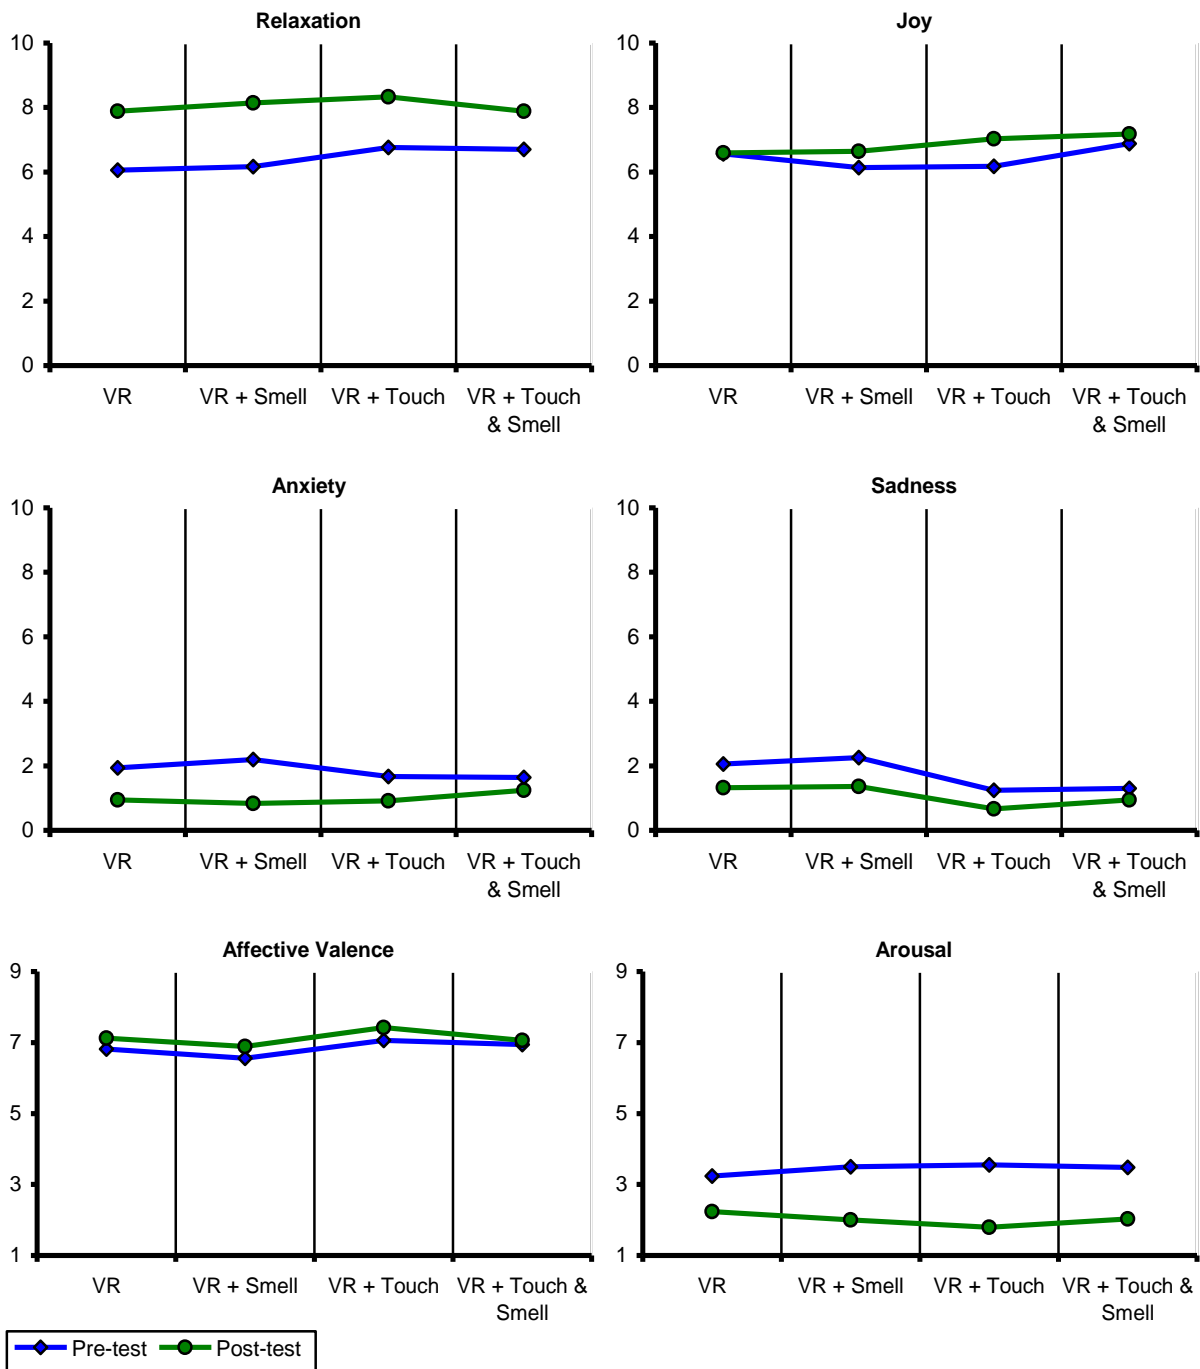 Relaxation
10
8
6
4
2
0
VR
VR + Smell
VR + Touch
VR + Touch
& Smell
Joy
10
8
6
4
2
0
VR
VR + Smell
VR + Touch
VR + Touch
& Smell
Anxiety
10
8
6
4
2
0
VR
VR + Smell
VR + Touch
VR + Touch
& Smell
Sadness
10
8
6
4
2
0
VR
VR + Smell
VR + Touch
VR + Touch
& Smell
Affective Valence
9
7
5
3
1
VR
VR + Smell
VR + Touch
VR + Touch &
Smell
Arousal
9
7
5
3
1
VR
VR + Smell
VR + Touch
VR + Touch &
Smell
Pre-test
Post-test